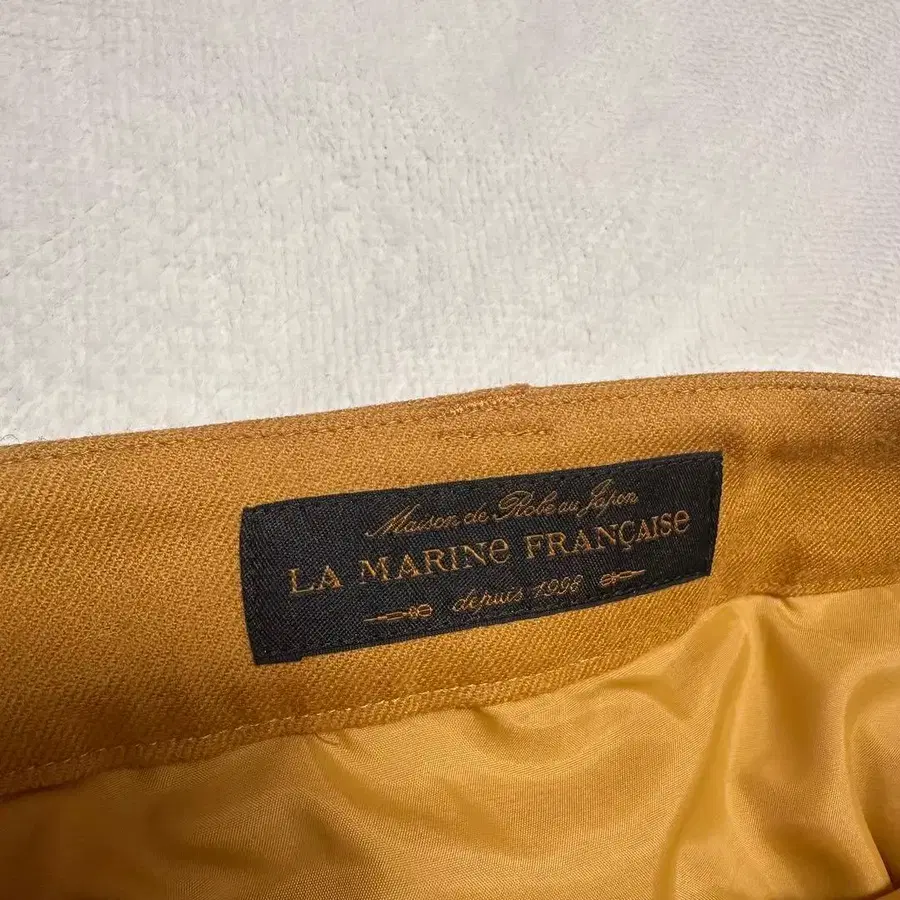 Maison de Robe au Japon
LA MARINE FRANÇAISE
depuis 1998